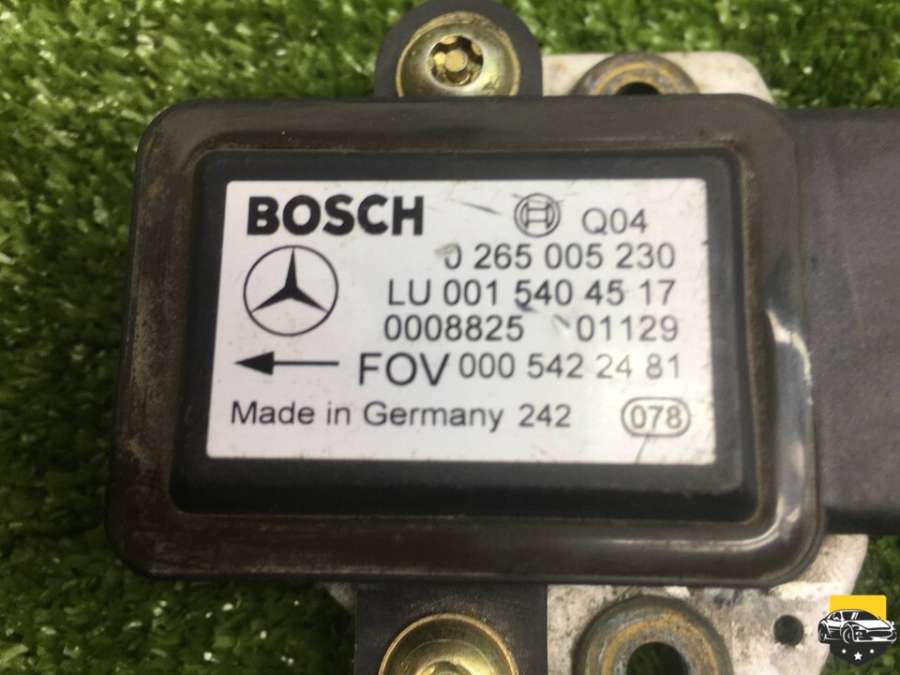 BOSCH Q04
0 265 005 230
LU 001 540 45 17
0008825 01129
FOV 000 542 24 81
Made in Germany 242 078